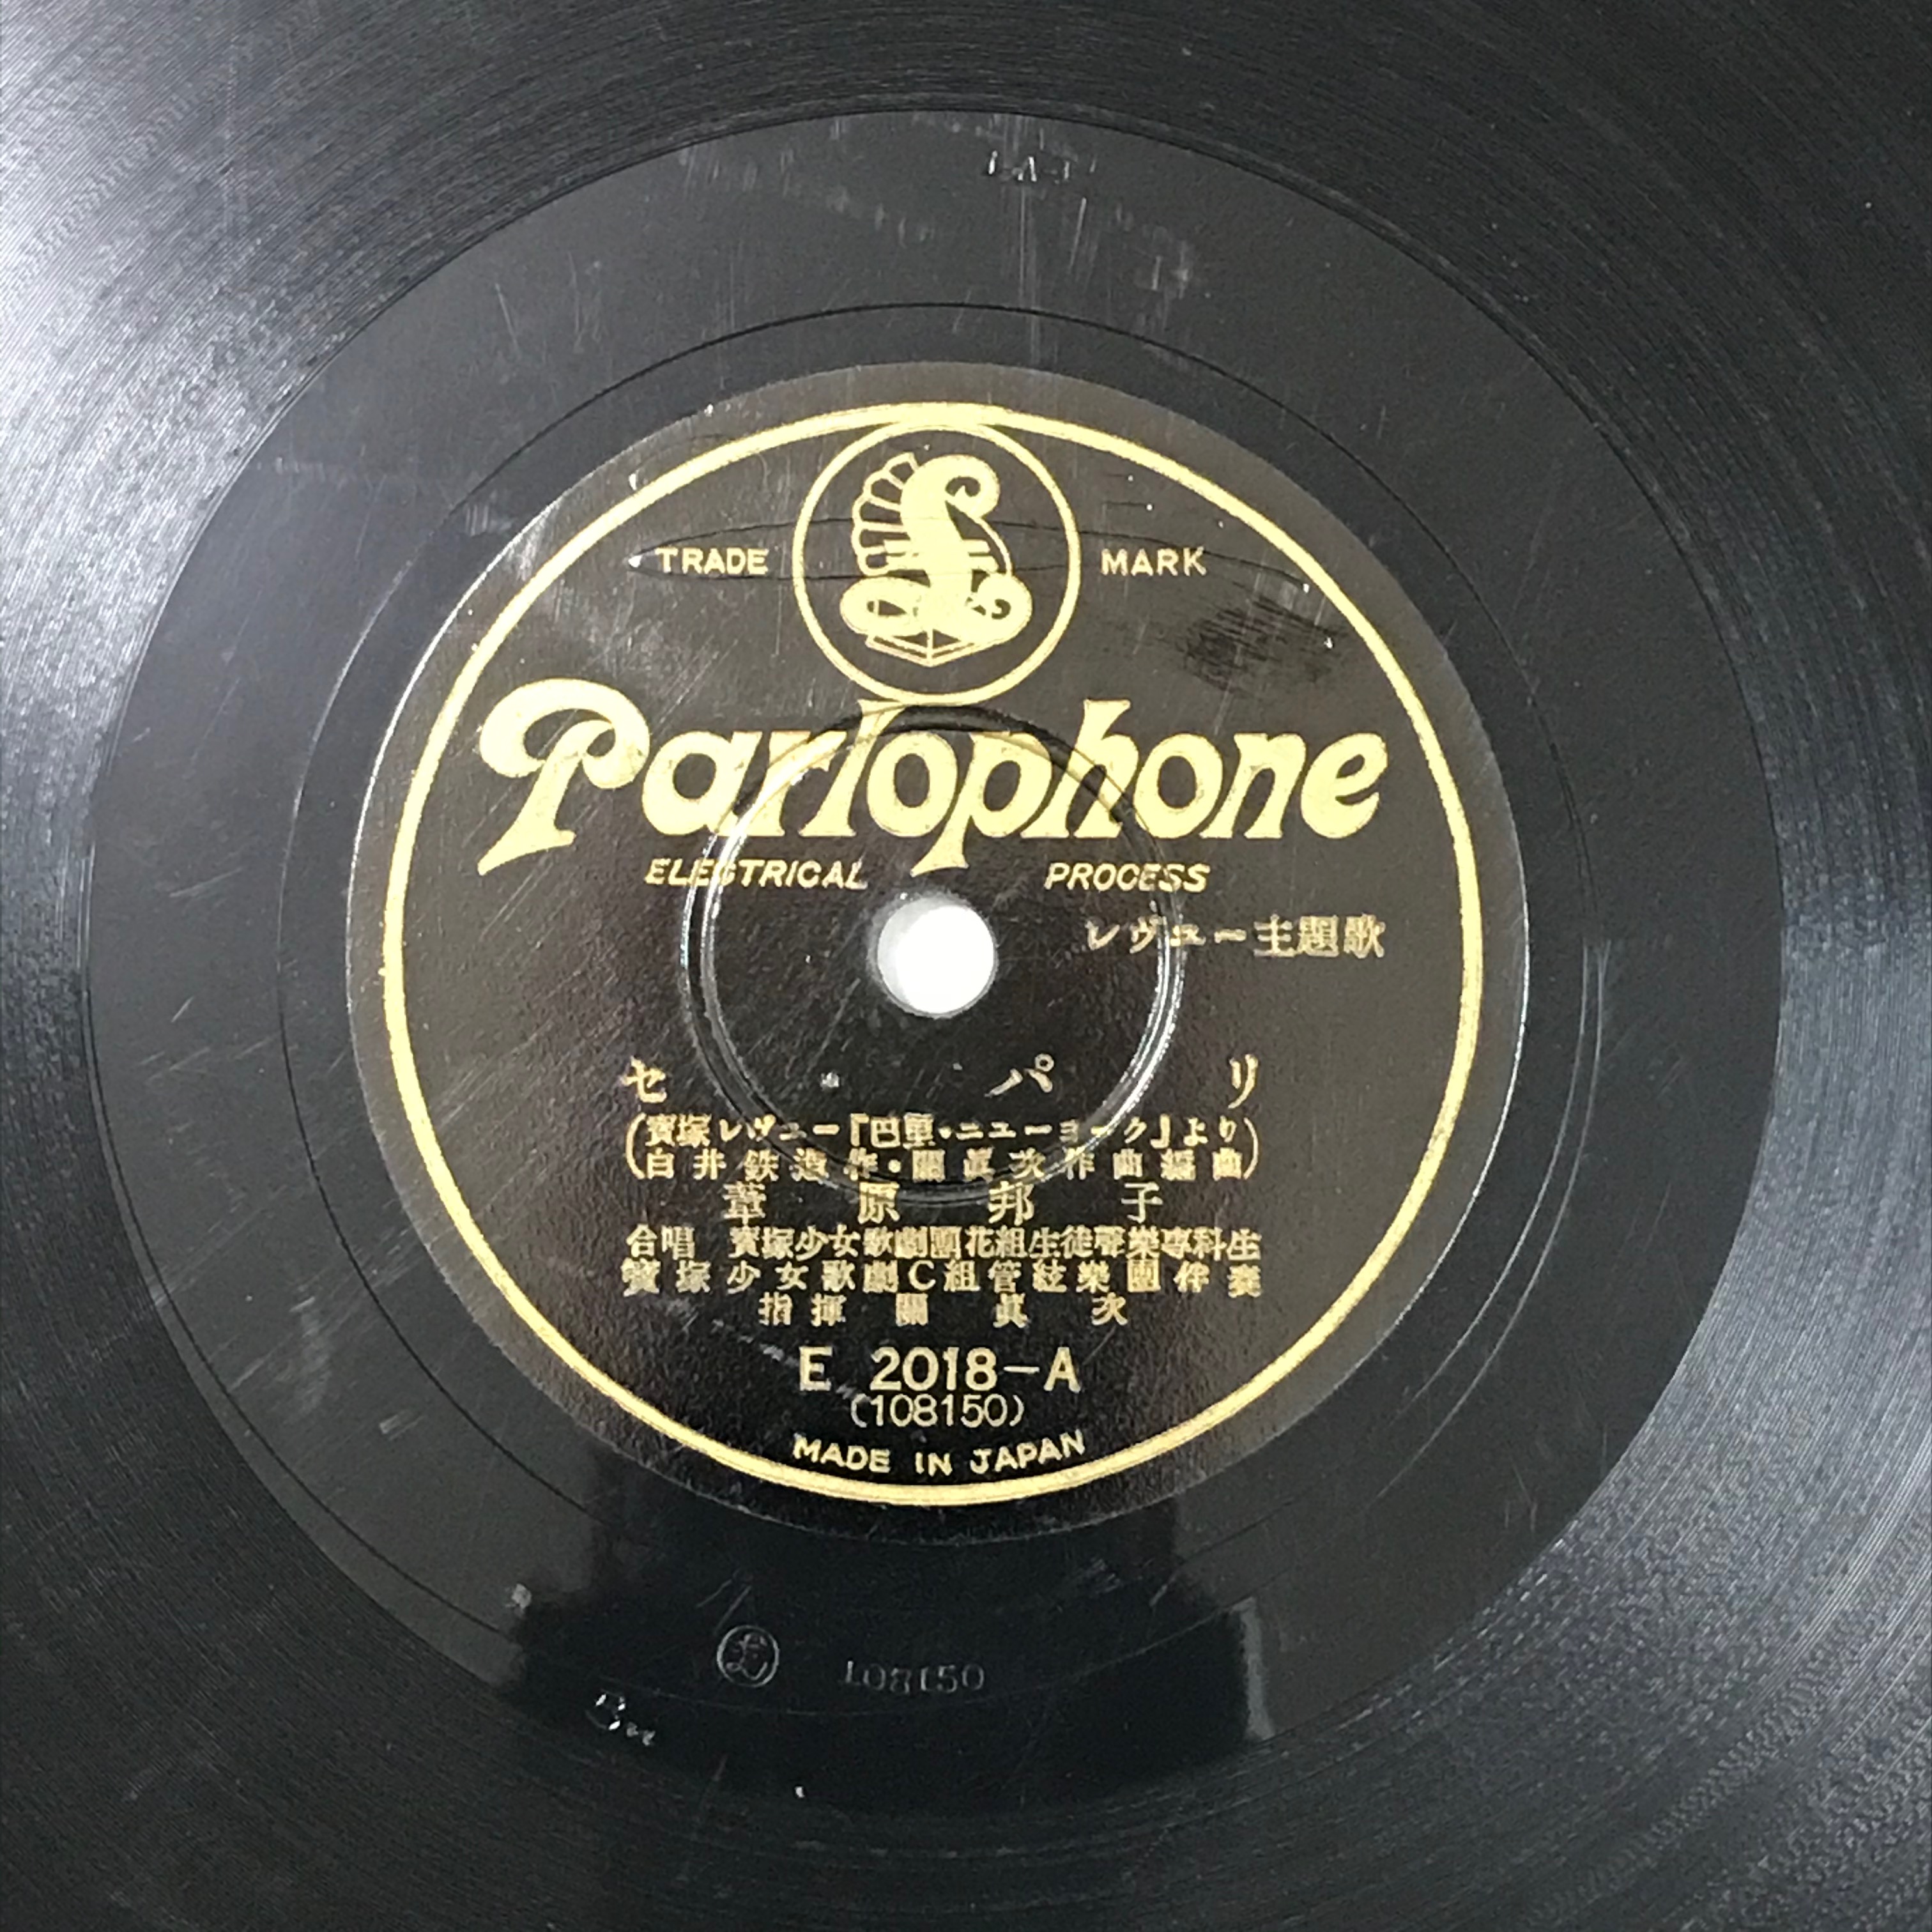 TRADE MARK
Parlophone
ELECTRICAL PROCESS
レヴュー主題歌
セ・パリ
(寶塚レヴュー『巴里・ニューヨーク』より)
(白井鉄造作・關眞次作曲編曲)
葦原邦子
合唱 寶塚少女歌劇團花組生徒聲樂専科生
寶塚少女歌劇C組管絃樂團伴奏
指揮 關眞次
E 2018-A
(108150)
MADE IN JAPAN
108150